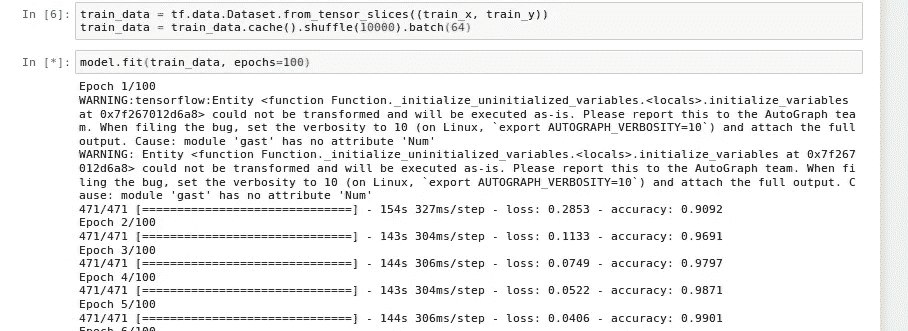 In [6]: train_data = tf.data.Dataset.from_tensor_slices((train_x, train_y))
train_data = train_data.cache().shuffle(10000).batch(64)
In [*]: model.fit(train_data, epochs=100)
Epoch 1/100
WARNING:tensorflow:Entity <function Function._initialize_uninitialized_variables.<locals>.initialize_variables
at 0x7f267012d6a8> could not be transformed and will be executed as-is. Please report this to the AutoGraph tea
m. When filing the bug, set the verbosity to 10 (on Linux, `export AUTOGRAPH_VERBOSITY=10`) and attach the full
output. Cause: module 'gast' has no attribute 'Num'
WARNING: Entity <function Function._initialize_uninitialized_variables.<locals>.initialize_variables at 0x7f267
012d6a8> could not be transformed and will be executed as-is. Please report this to the AutoGraph team. When fi
ling the bug, set the verbosity to 10 (on Linux, `export AUTOGRAPH_VERBOSITY=10`) and attach the full output. C
ause: module 'gast' has no attribute 'Num'
471/471 [==============================] - 154s 327ms/step - loss: 0.2853 - accuracy: 0.9092
Epoch 2/100
471/471 [==============================] - 143s 304ms/step - loss: 0.1133 - accuracy: 0.9691
Epoch 3/100
471/471 [==============================] - 144s 306ms/step - loss: 0.0749 - accuracy: 0.9797
Epoch 4/100
471/471 [==============================] - 143s 304ms/step - loss: 0.0522 - accuracy: 0.9871
Epoch 5/100
471/471 [==============================] - 144s 306ms/step - loss: 0.0406 - accuracy: 0.9901
Epoch 6/100